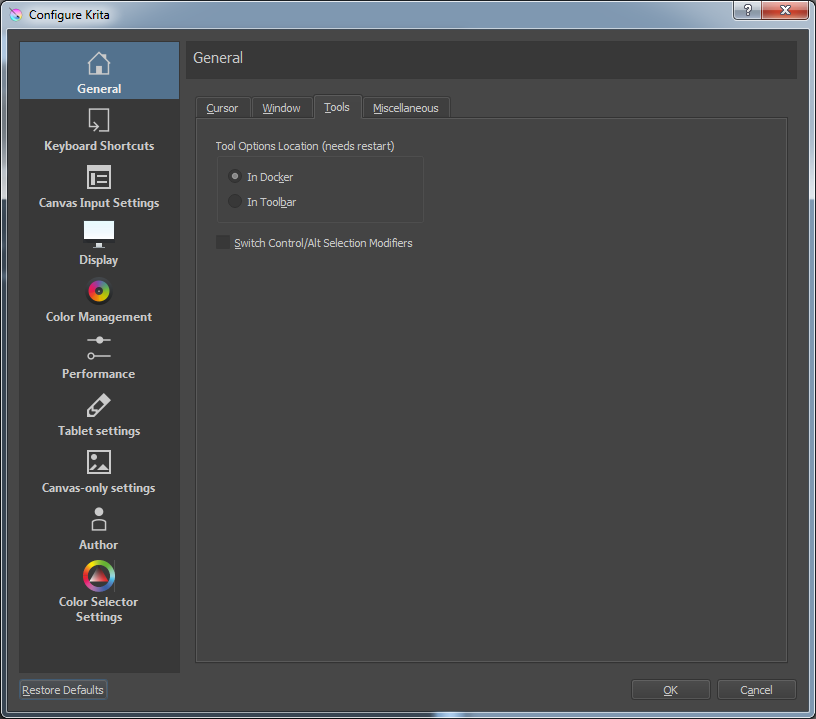 Configure Krita
General
Keyboard Shortcuts
Canvas Input Settings
Display
Color Management
Performance
Tablet settings
Canvas-only settings
Author
Color Selector
Settings
General
Cursor Window Tools Miscellaneous
Tool Options Location (needs restart)
In Docker
In Toolbar
Switch Control/Alt Selection Modifiers
Restore Defaults OK Cancel